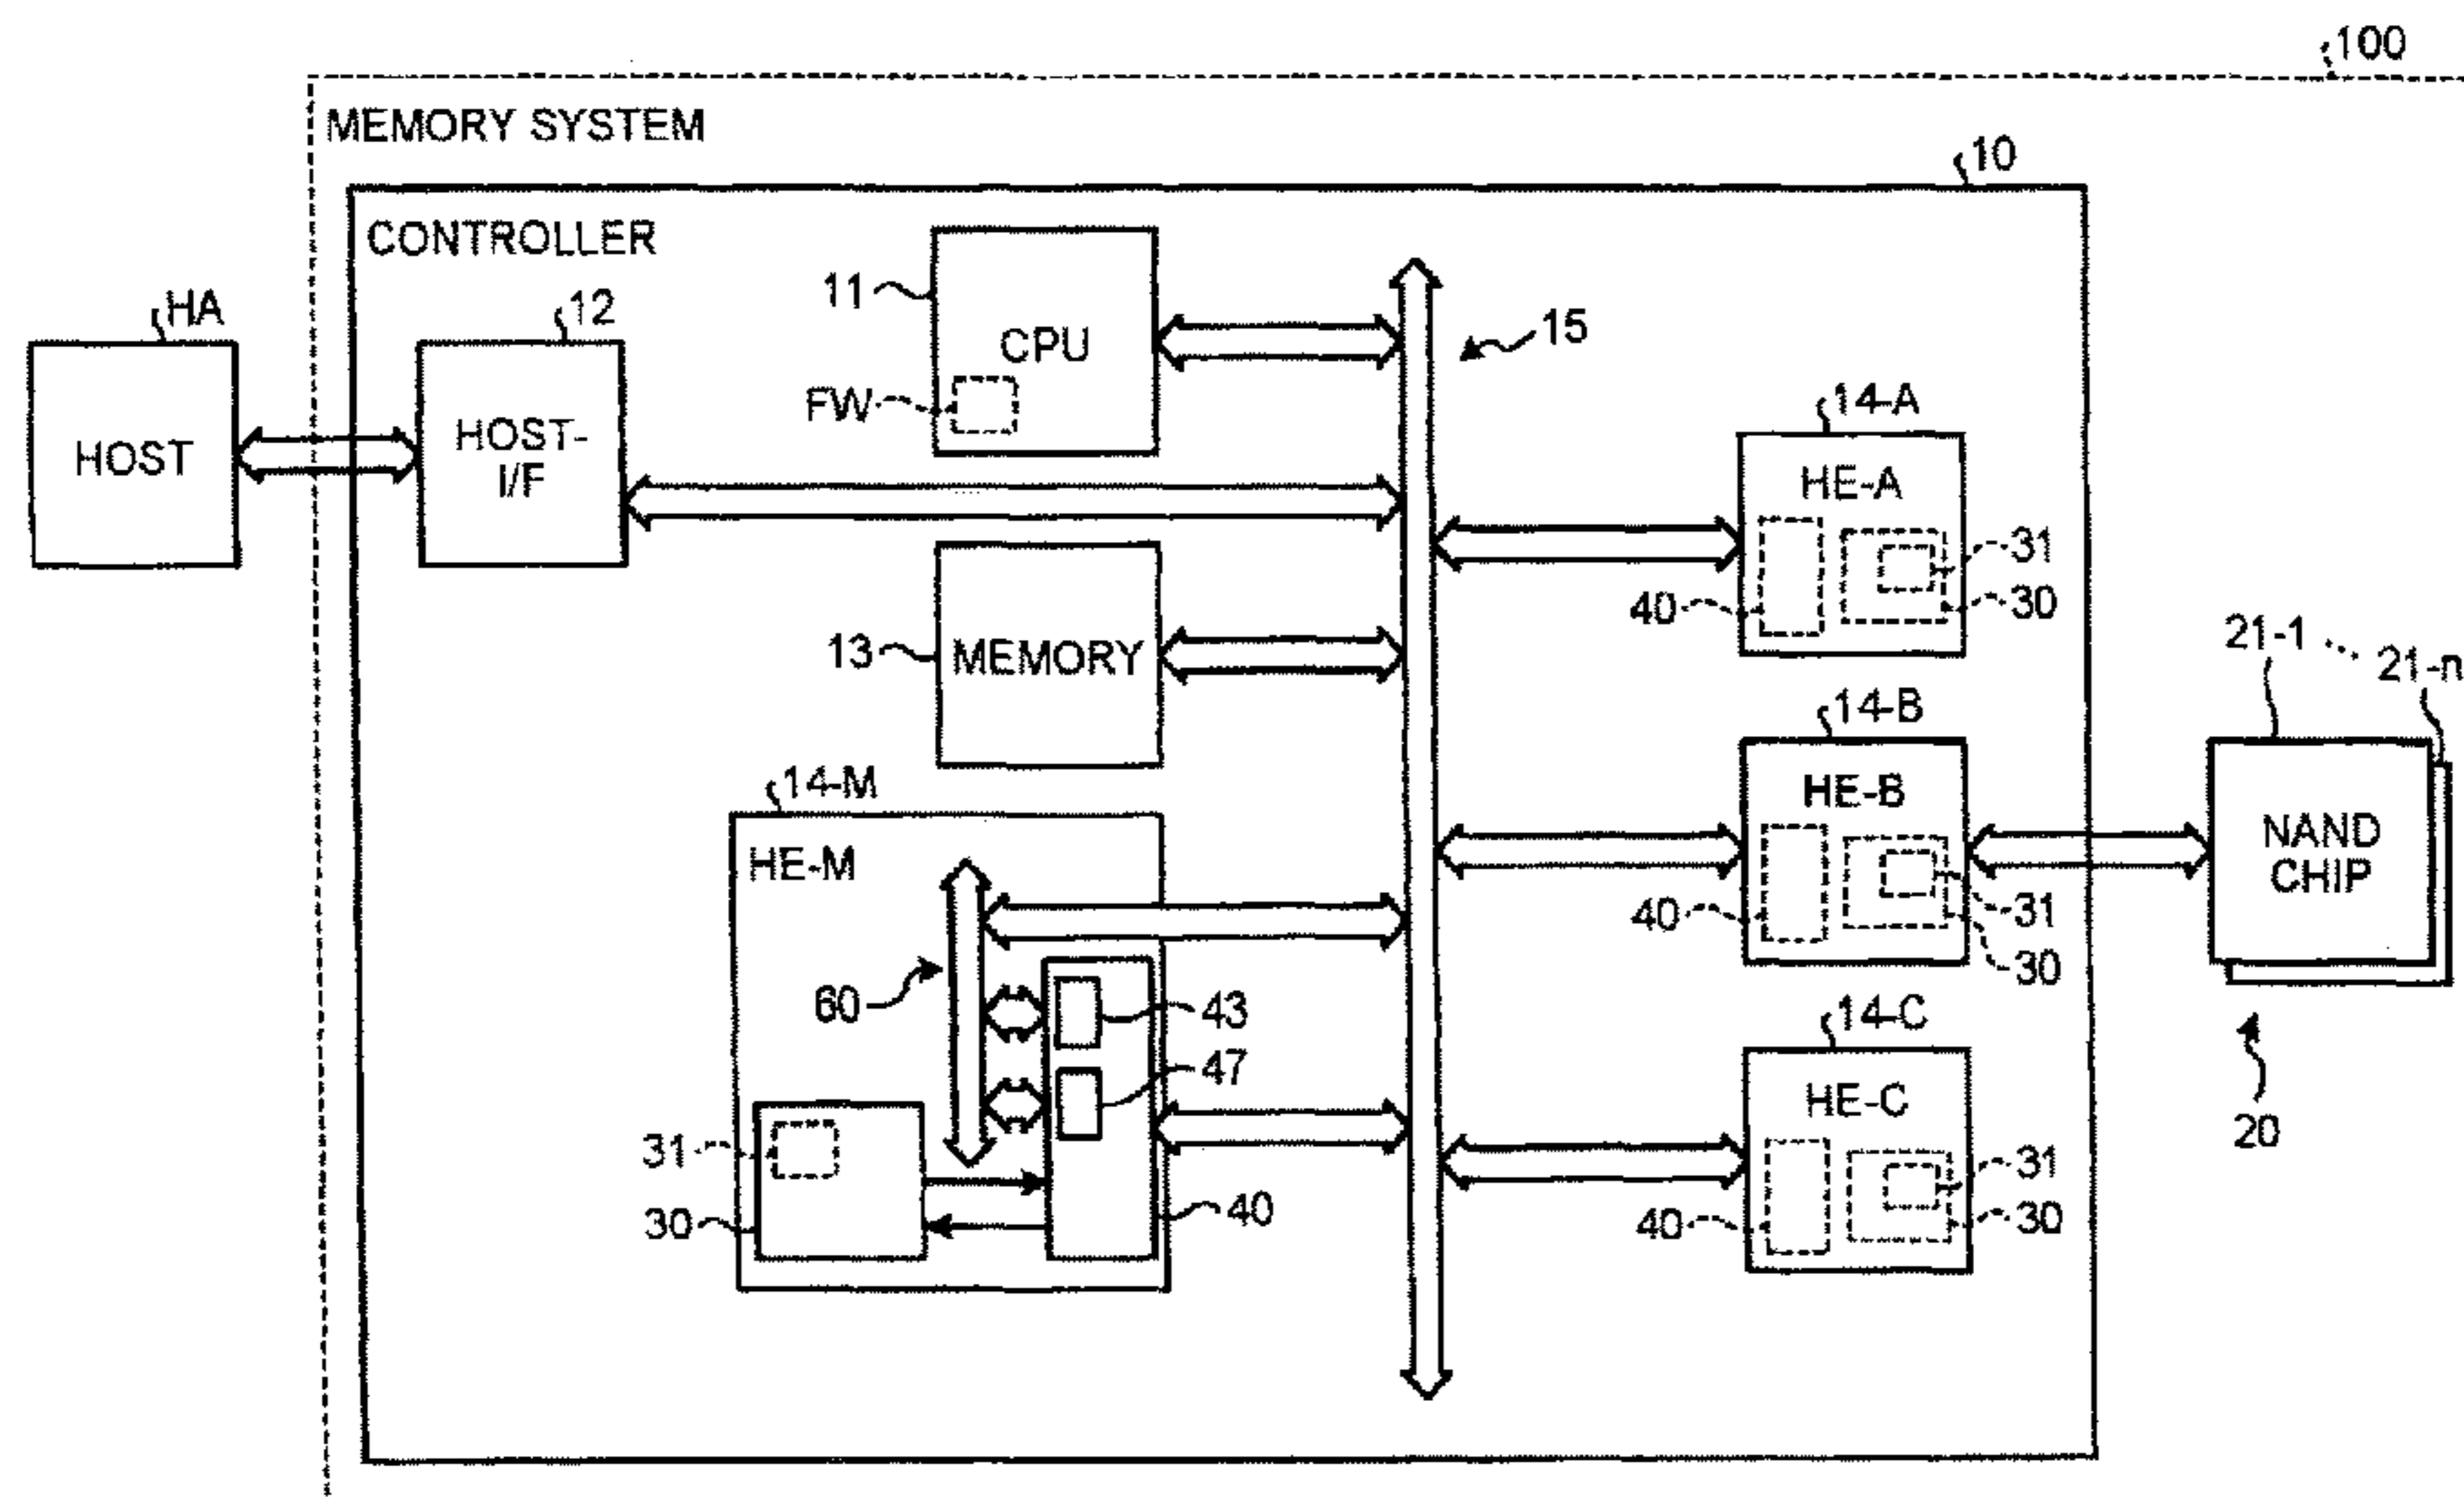 100
MEMORY SYSTEM
10
CONTROLLER
HA
12
11
CPU
FW
15
HOST
HOST-
I/F
14-A
HE-A
31
40
30
13
MEMORY
21-1
21-n
14-B
HE-B
40
31
30
NAND
CHIP
14-M
HE-M
60
43
47
14-C
HE-C
20
31
30
40
31
40
30